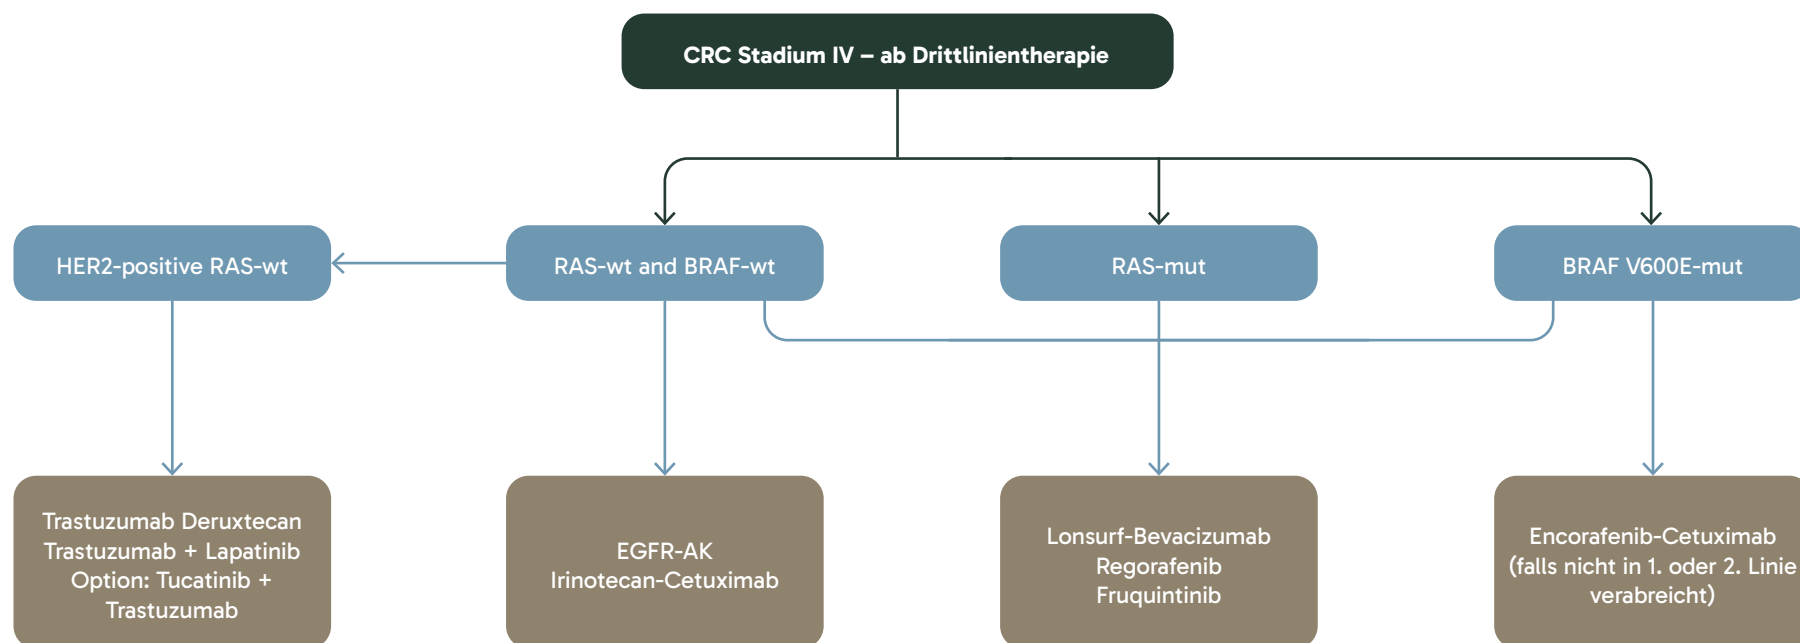 CRC Stadium IV – ab Drittlinientherapie
HER2-positive RAS-wt
RAS-wt and BRAF-wt
RAS-mut
BRAF V600E-mut
Trastuzumab Deruxtecan
Trastuzumab + Lapatinib
Option: Tucatinib +
Trastuzumab
EGFR-AK
Irinotecan-Cetuximab
Lonsurf-Bevacizumab
Regorafenib
Fruquintinib
Encorafenib-Cetuximab
(falls nicht in 1. oder 2. Linie
verabreicht)